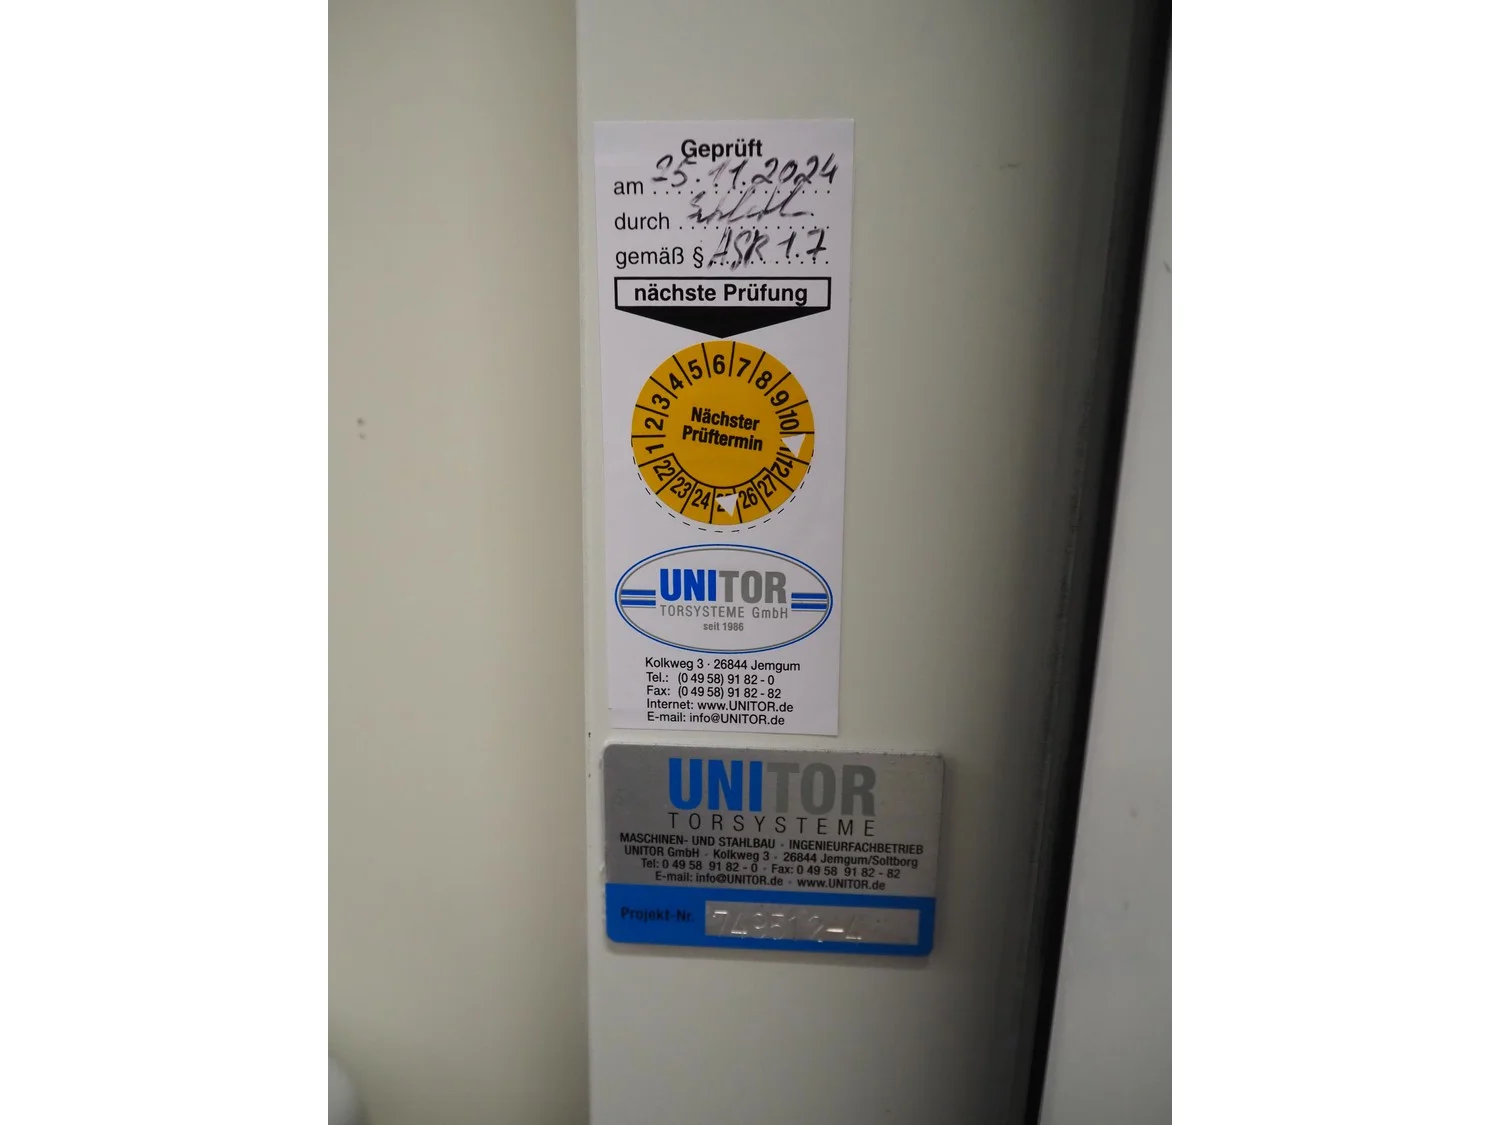 Geprüft
am 25.11.2024
durch
gemäß § ASR 1.7
nächste Prüfung
1 2 3 4 5 6 7 8 9 10 12
Nächster
Prüftermin
22 23 24 26 27
UNITOR
TORSYSTEME GmbH
seit 1986
Kolkweg 3 · 26844 Jemgum
Tel.: (0 49 58) 91 82 - 0
Fax: (0 49 58) 91 82 - 82
Internet: www.UNITOR.de
E-mail: info@UNITOR.de
UNITOR
TORSYSTEME
MASCHINEN- UND STAHLBAU · INGENIEURFACHBETRIEB
UNITOR GmbH · Kolkweg 3 · 26844 Jemgum/Soltborg
Tel: 0 49 58 91 82 - 0 · Fax: 0 49 58 91 82 - 82
E-mail: info@UNITOR.de · www.UNITOR.de
Projekt-Nr.